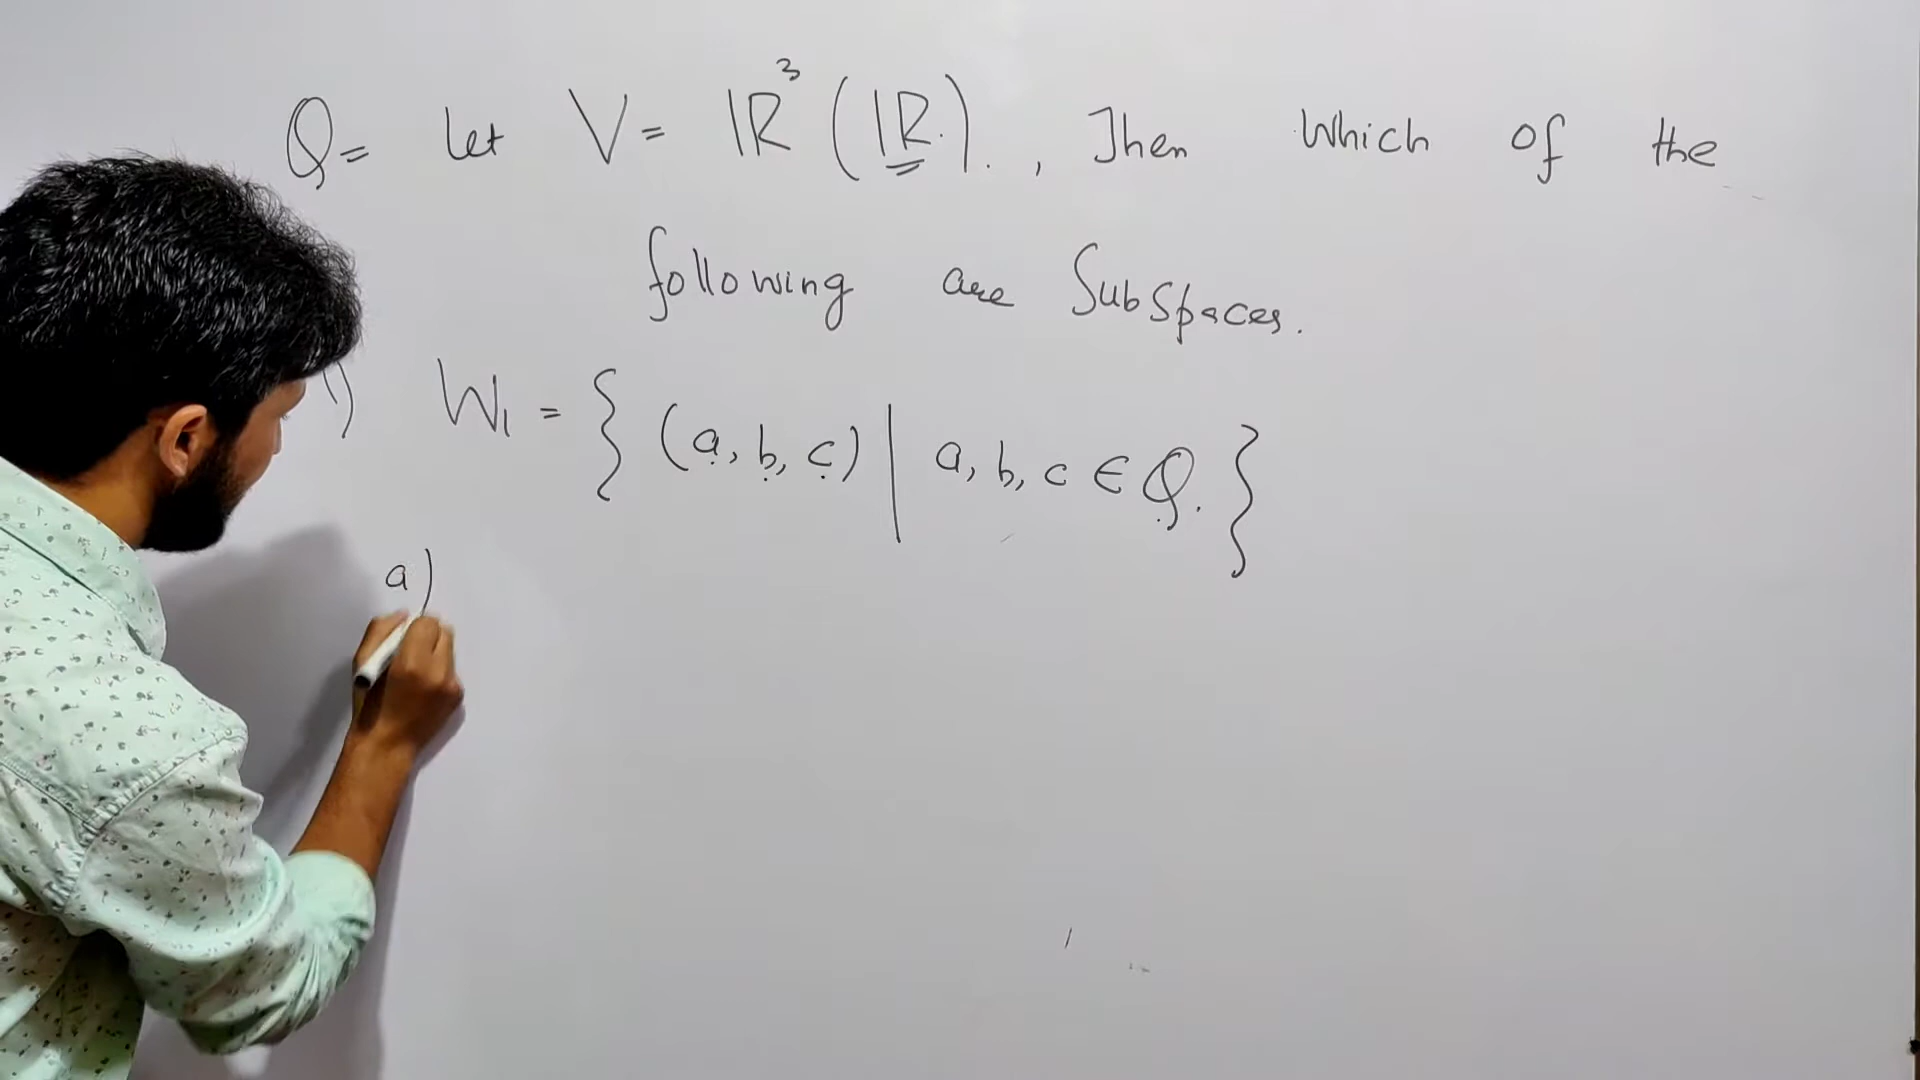 Q= Let V= ℝ³ (ℝ.). , Then Which of the
following are SubSpaces.
1) W₁ = { (a, b, c) | a, b, c ∈ Q. }
a)